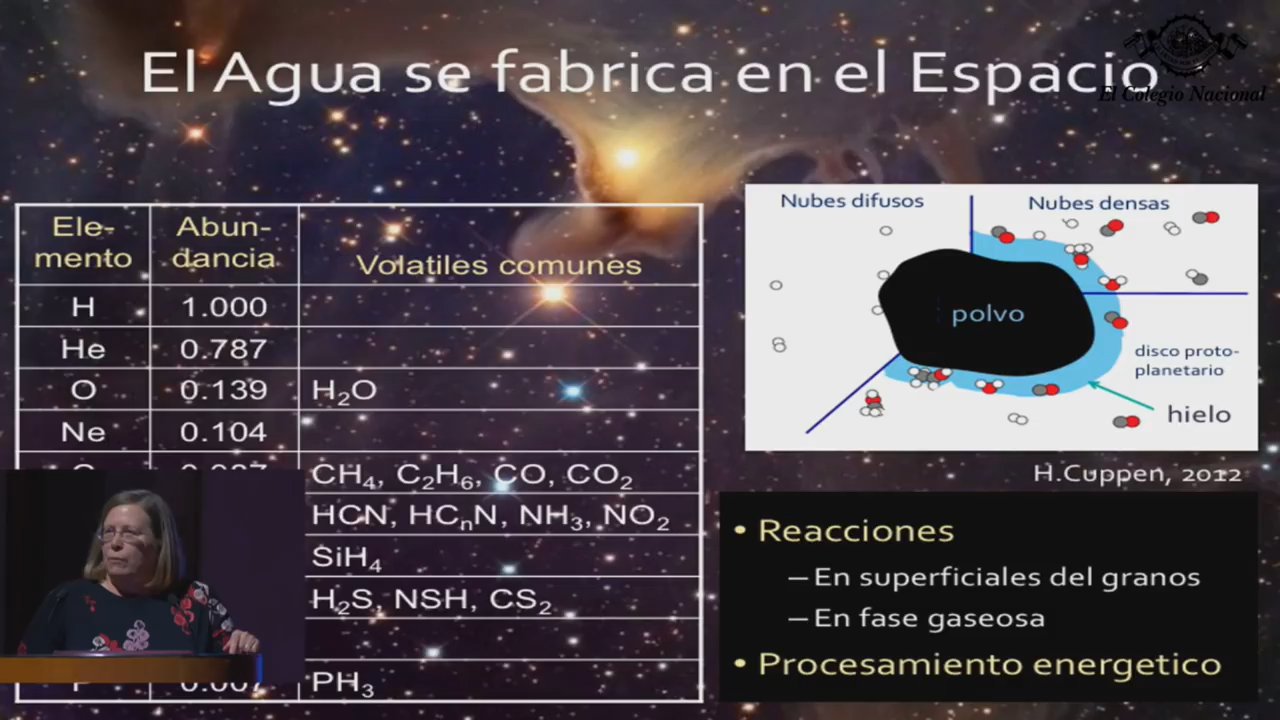 El Agua se fabrica en el Espacio
El Colegio Nacional
Ele-
mento
Abun-
dancia
Volatiles comunes
H 1.000
He 0.787
O 0.139 H₂O
Ne 0.104
CH₄, C₂H₆, CO, CO₂
HCN, HCₙN, NH₃, NO₂
SiH₄
H₂S, NSH, CS₂
PH₃
Nubes difusos
Nubes densas
polvo
disco proto-
planetario
hielo
H.Cuppen, 2012
• Reacciones
– En superficiales del granos
– En fase gaseosa
• Procesamiento energetico